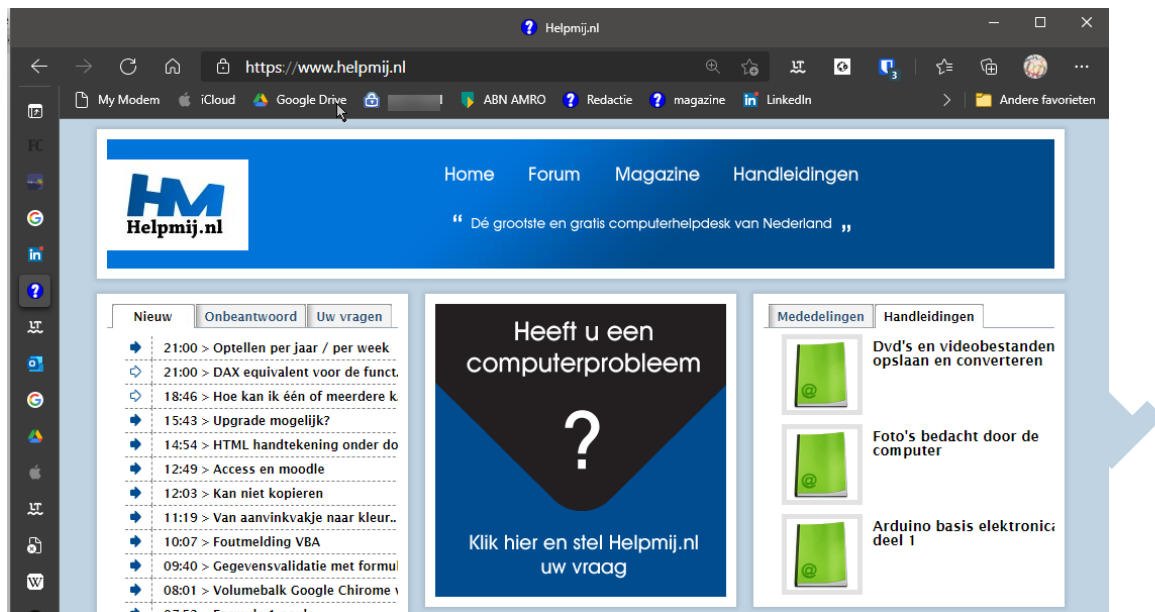 Helpmij.nl
https://www.helpmij.nl
3
My Modem iCloud Google Drive ABN AMRO Redactie magazine LinkedIn Andere favorieten
FC
HM
Helpmij.nl
Home Forum Magazine Handleidingen
“ Dé grootste en gratis computerhelpdesk van Nederland „
Nieuw Onbeantwoord Uw vragen
21:00 > Optellen per jaar / per week
21:00 > DAX equivalent voor de funct.
18:46 > Hoe kan ik één of meerdere k
15:43 > Upgrade mogelijk?
14:54 > HTML handtekening onder do
12:49 > Access en moodle
12:03 > Kan niet kopieren
11:19 > Van aanvinkvakje naar kleur..
10:07 > Foutmelding VBA
09:40 > Gegevensvalidatie met formul
08:01 > Volumebalk Google Chirome v
Heeft u een
computerprobleem
?
Klik hier en stel Helpmij.nl
uw vraag
Mededelingen Handleidingen
Dvd's en videobestanden
opslaan en converteren
Foto's bedacht door de
computer
Arduino basis elektronica
deel 1